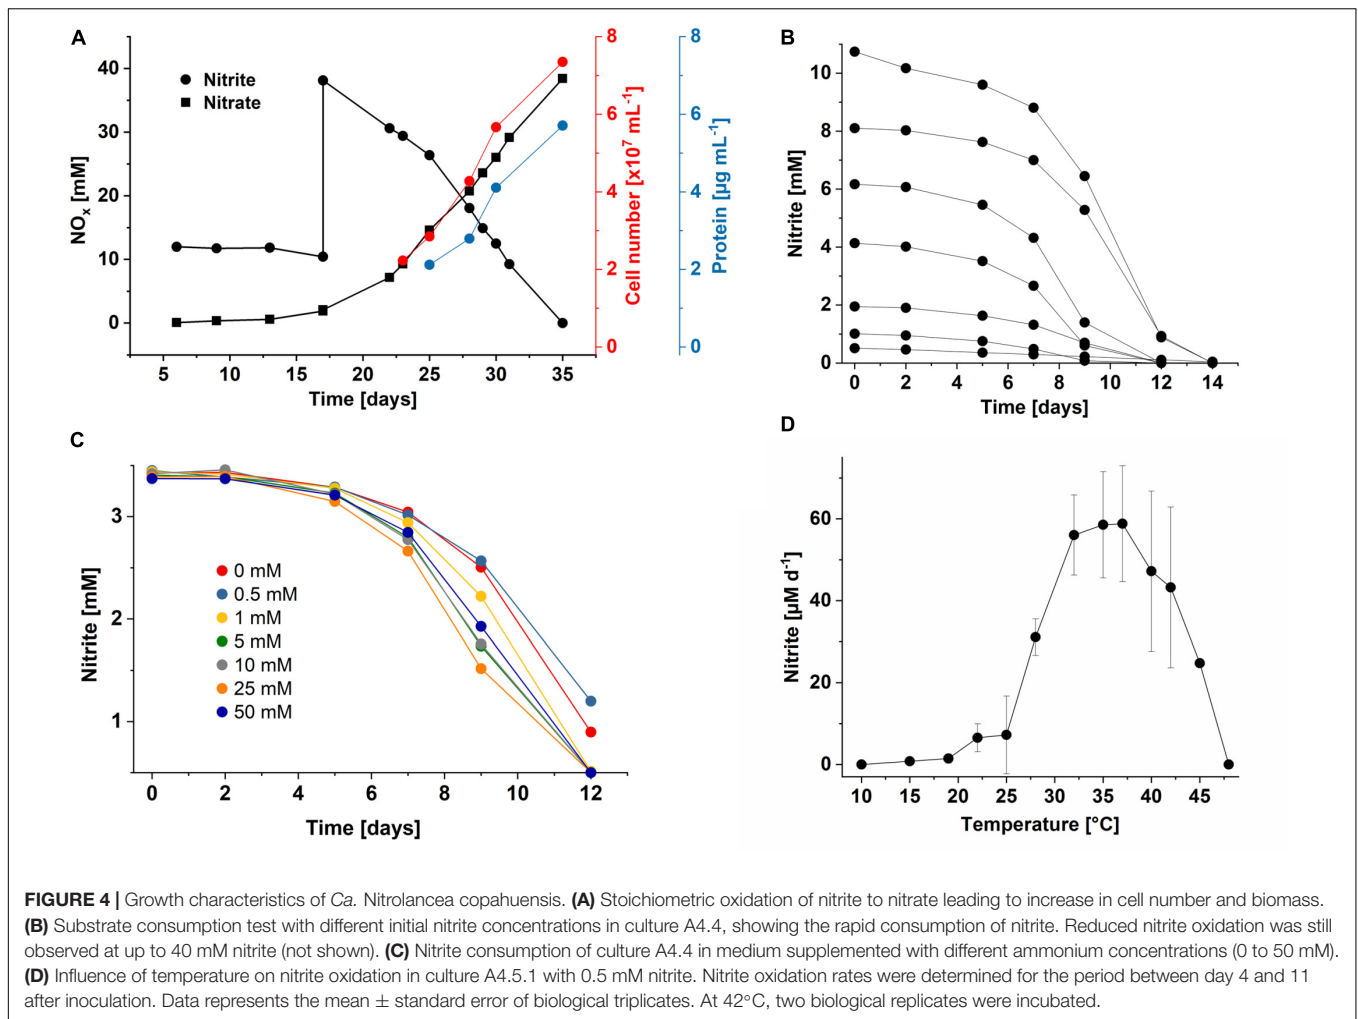 A
B
40
30
20
10
0
NOx [mM]
Nitrite
Nitrate
5 10 15 20 25 30 35
Time [days]
8
6
4
2
0
Cell number [x10⁷ mL⁻¹]
8
6
4
2
0
Protein [µg mL⁻¹]
10
8
6
4
2
0
Nitrite [mM]
0 2 4 6 8 10 12 14
Time [days]
C
D
3
2
1
Nitrite [mM]
0 mM
0.5 mM
1 mM
5 mM
10 mM
25 mM
50 mM
0 2 4 6 8 10 12
Time [days]
60
40
20
0
Nitrite [µM d⁻¹]
10 15 20 25 30 35 40 45
Temperature [°C]
FIGURE 4 | Growth characteristics of Ca. Nitrolancea copahuensis. (A) Stoichiometric oxidation of nitrite to nitrate leading to increase in cell number and biomass.
(B) Substrate consumption test with different initial nitrite concentrations in culture A4.4, showing the rapid consumption of nitrite. Reduced nitrite oxidation was still
observed at up to 40 mM nitrite (not shown). (C) Nitrite consumption of culture A4.4 in medium supplemented with different ammonium concentrations (0 to 50 mM).
(D) Influence of temperature on nitrite oxidation in culture A4.5.1 with 0.5 mM nitrite. Nitrite oxidation rates were determined for the period between day 4 and 11
after inoculation. Data represents the mean ± standard error of biological triplicates. At 42°C, two biological replicates were incubated.